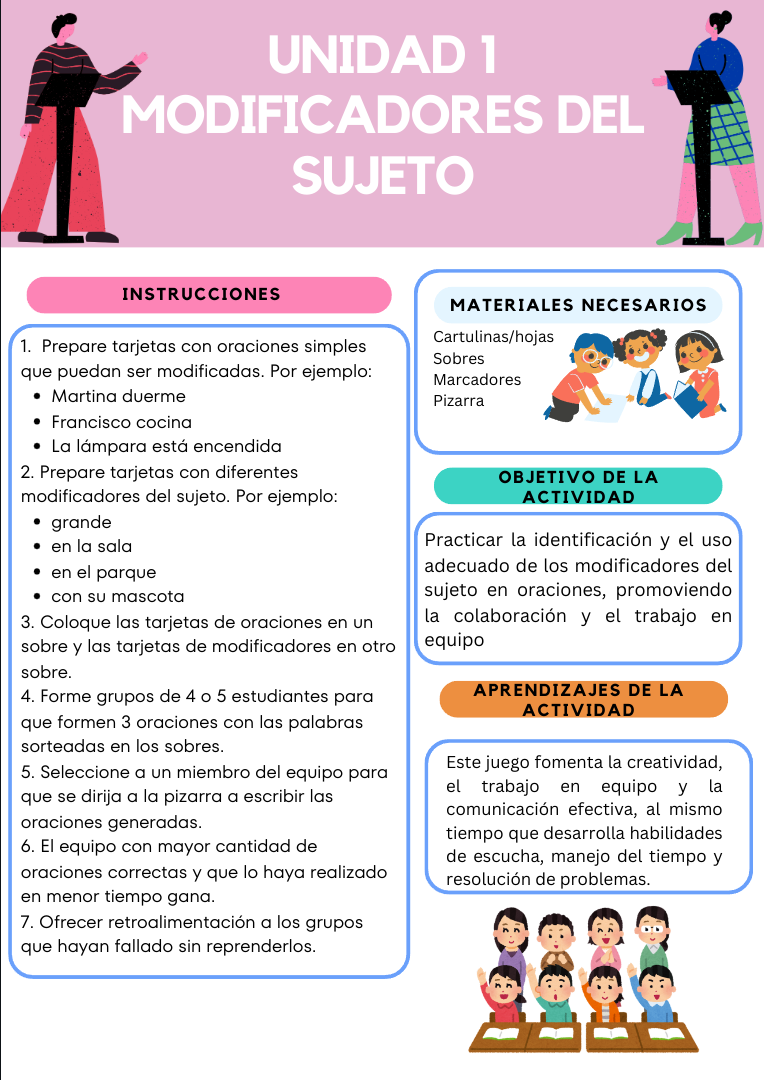 UNIDAD 1
MODIFICADORES DEL
SUJETO
INSTRUCCIONES
1.  Prepare tarjetas con oraciones simples
que puedan ser modificadas. Por ejemplo:
• Martina duerme
• Francisco cocina
• La lámpara está encendida
2. Prepare tarjetas con diferentes
modificadores del sujeto. Por ejemplo:
• grande
• en la sala
• en el parque
• con su mascota
3. Coloque las tarjetas de oraciones en un
sobre y las tarjetas de modificadores en otro
sobre.
4. Forme grupos de 4 o 5 estudiantes para
que formen 3 oraciones con las palabras
sorteadas en los sobres.
5. Seleccione a un miembro del equipo para
que se dirija a la pizarra a escribir las
oraciones generadas.
6. El equipo con mayor cantidad de
oraciones correctas y que lo haya realizado
en menor tiempo gana.
7. Ofrecer retroalimentación a los grupos
que hayan fallado sin reprenderlos.
MATERIALES NECESARIOS
Cartulinas/hojas
Sobres
Marcadores
Pizarra
OBJETIVO DE LA
ACTIVIDAD
Practicar la identificación y el uso
adecuado de los modificadores del
sujeto en oraciones, promoviendo
la colaboración y el trabajo en
equipo
APRENDIZAJES DE LA
ACTIVIDAD
Este juego fomenta la creatividad,
el trabajo en equipo y la
comunicación efectiva, al mismo
tiempo que desarrolla habilidades
de escucha, manejo del tiempo y
resolución de problemas.